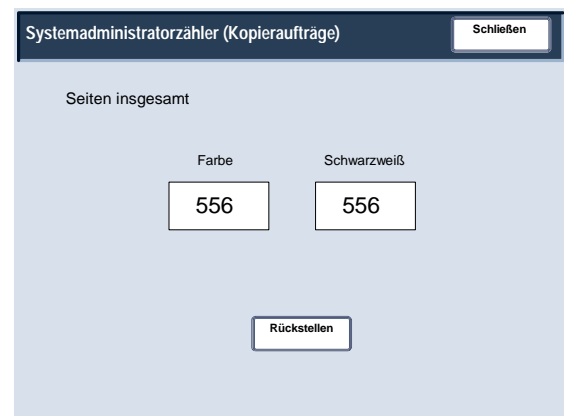 Systemadministratorzähler (Kopieraufträge) Schließen
Seiten insgesamt
Farbe Schwarzweiß
556 556
Rückstellen